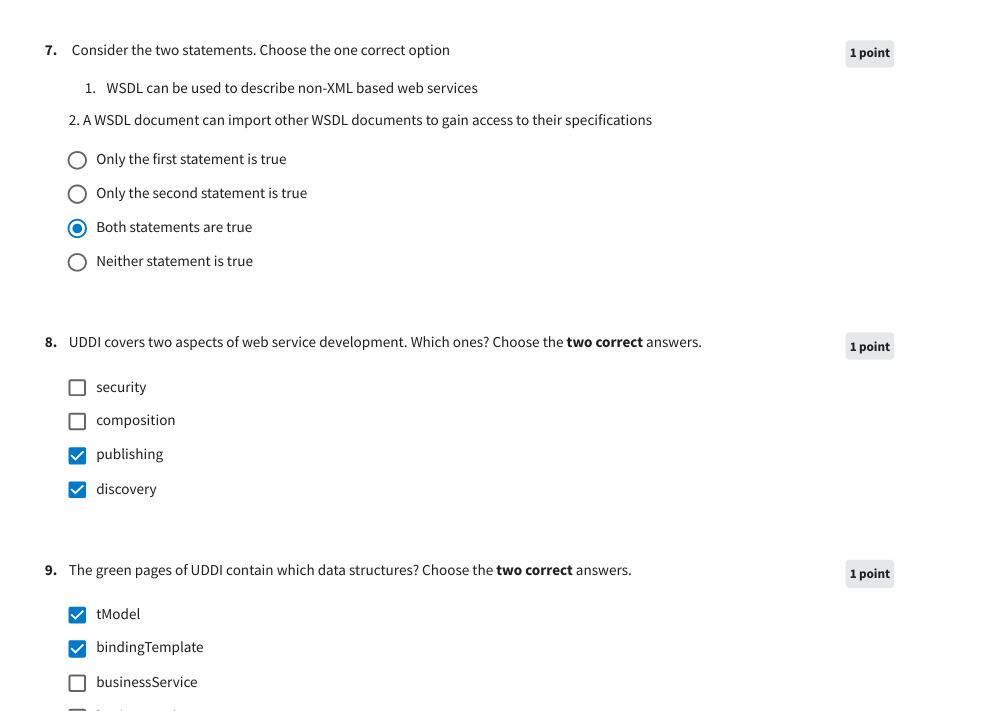 7. Consider the two statements. Choose the one correct option
1 point
1. WSDL can be used to describe non-XML based web services
2. A WSDL document can import other WSDL documents to gain access to their specifications
Only the first statement is true
Only the second statement is true
Both statements are true
Neither statement is true
8. UDDI covers two aspects of web service development. Which ones? Choose the two correct answers.
1 point
security
composition
publishing
discovery
9. The green pages of UDDI contain which data structures? Choose the two correct answers.
1 point
tModel
bindingTemplate
businessService